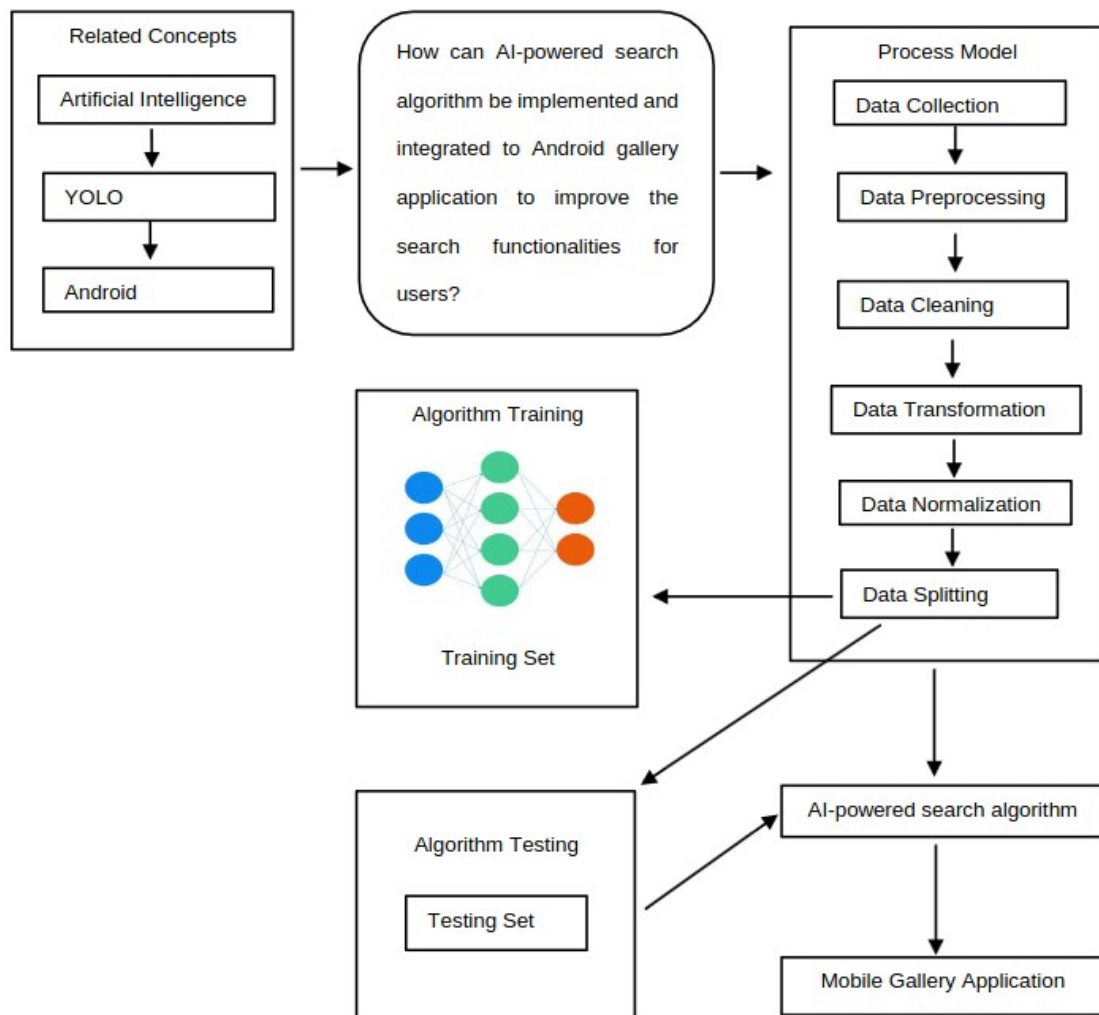 Related Concepts
Artificial Intelligence
YOLO
Android
How can AI-powered search
algorithm be implemented and
integrated to Android gallery
application to improve the
search functionalities for
users?
Process Model
Data Collection
Data Preprocessing
Data Cleaning
Data Transformation
Data Normalization
Data Splitting
Algorithm Training
Training Set
Algorithm Testing
Testing Set
AI-powered search algorithm
Mobile Gallery Application